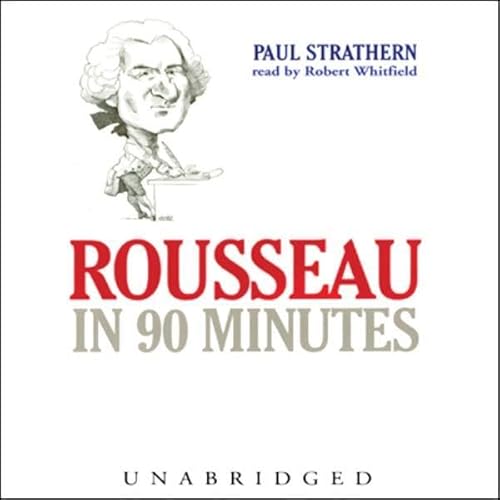 PAUL STRATHERN
read by Robert Whitfield
ROUSSEAU
IN 90 MINUTES
UNABRIDGED